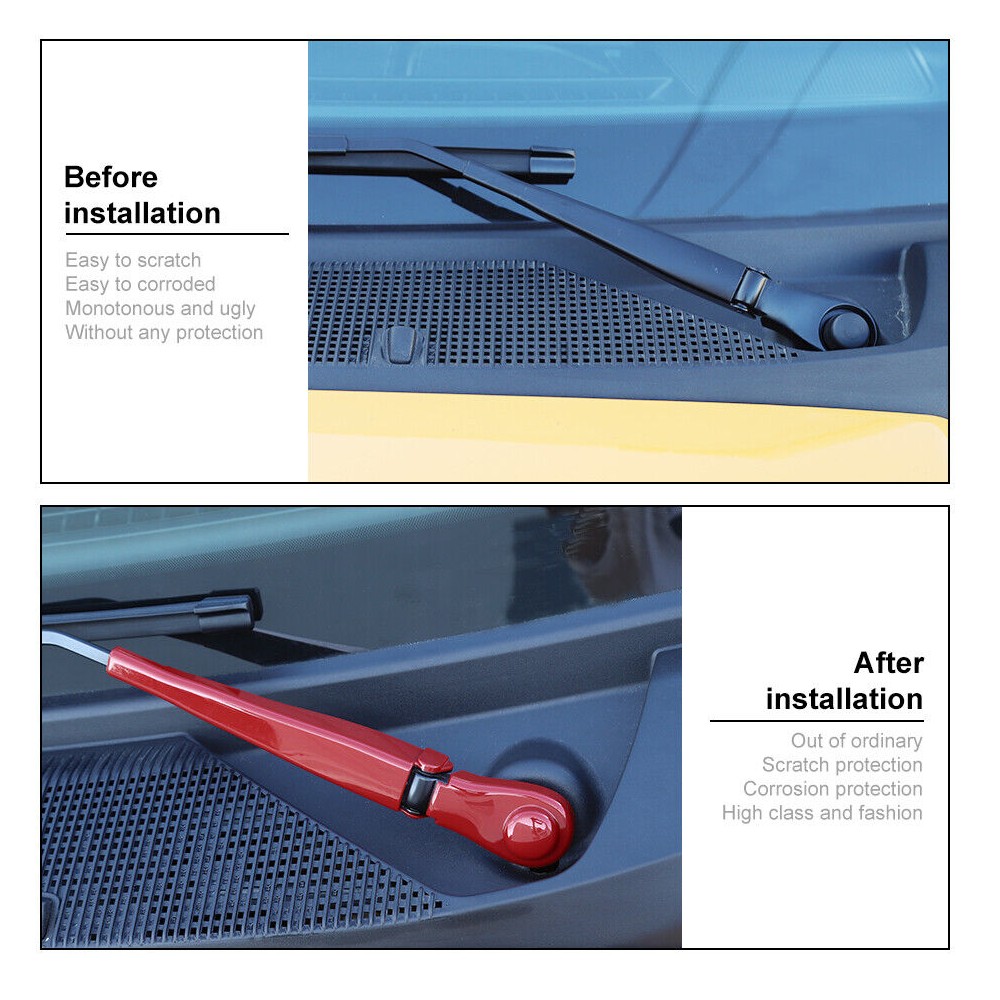 Before
installation
Easy to scratch
Easy to corroded
Monotonous and ugly
Without any protection
After
installation
Out of ordinary
Scratch protection
Corrosion protection
High class and fashion